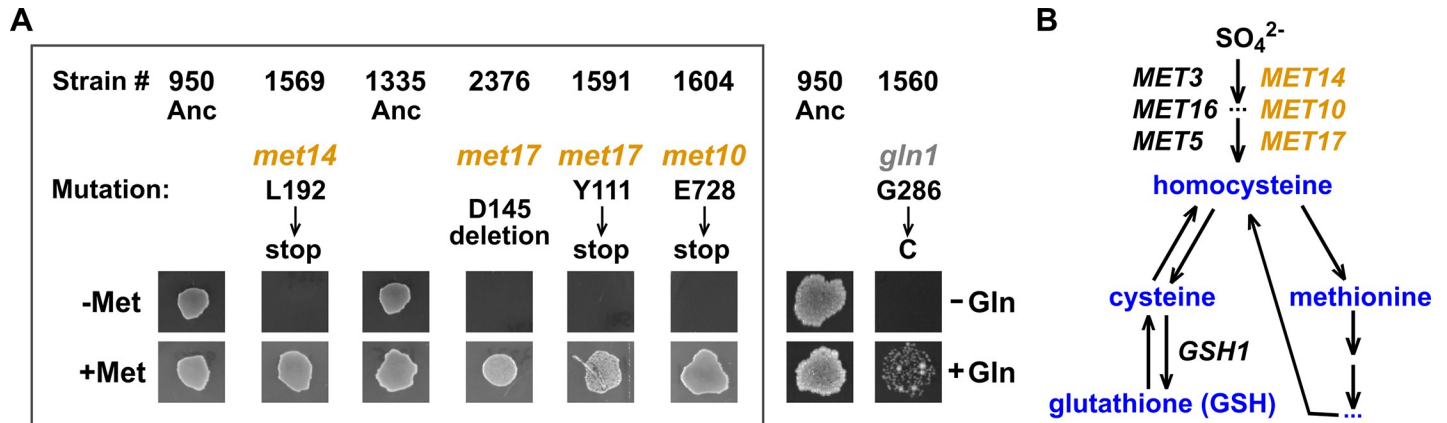 A
Strain # 950 1569 1335 2376 1591 1604 950 1560
Anc Anc Anc
met14 met17 met17 met10 gln1
Mutation: L192 D145 Y111 E728 G286
deletion
stop stop stop C
-Met –Gln
+Met +Gln
B
SO₄²⁻
MET3 MET14
MET16 ... MET10
MET5 MET17
homocysteine
cysteine methionine
GSH1
glutathione (GSH) ...